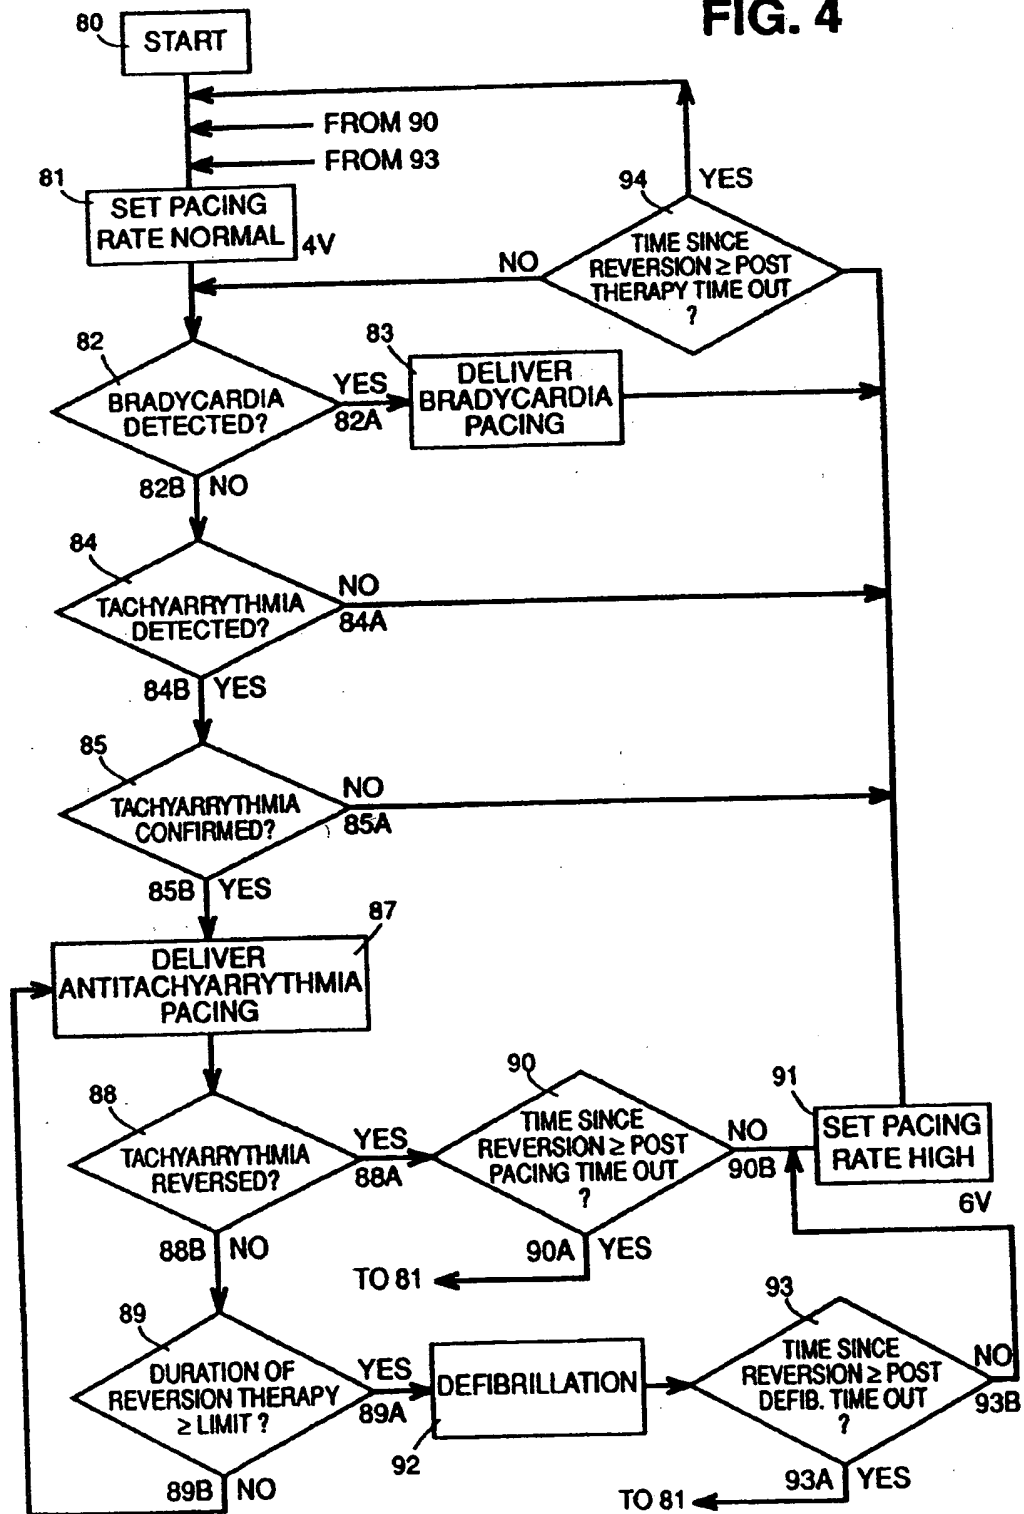 FIG. 4
80
START
FROM 90
FROM 93
81
SET PACING
RATE NORMAL
4V
94
YES
TIME SINCE
REVERSION ≥ POST
THERAPY TIME OUT
?
NO
82
BRADYCARDIA
DETECTED?
YES
82A
83
DELIVER
BRADYCARDIA
PACING
82B
NO
84
TACHYARRYTHMIA
DETECTED?
NO
84A
84B
YES
85
TACHYARRYTHMIA
CONFIRMED?
NO
85A
85B
YES
87
DELIVER
ANTITACHYARRYTHMIA
PACING
88
TACHYARRYTHMIA
REVERSED?
YES
88A
90
TIME SINCE
REVERSION ≥ POST
PACING TIME OUT
?
NO
90B
91
SET PACING
RATE HIGH
6V
88B
NO
90A
YES
TO 81
89
DURATION OF
REVERSION THERAPY
≥ LIMIT ?
YES
89A
DEFIBRILLATION
92
93
TIME SINCE
REVERSION ≥ POST
DEFIB. TIME OUT
?
NO
93B
89B
NO
93A
YES
TO 81